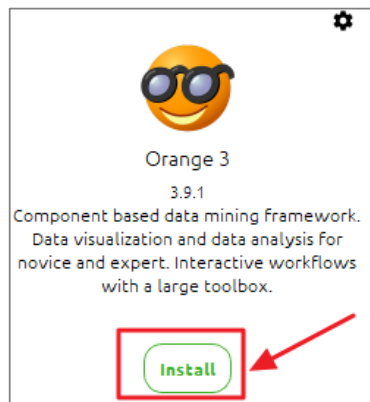 Orange 3
3.9.1
Component based data mining framework.
Data visualization and data analysis for
novice and expert. Interactive workflows
with a large toolbox.
Install